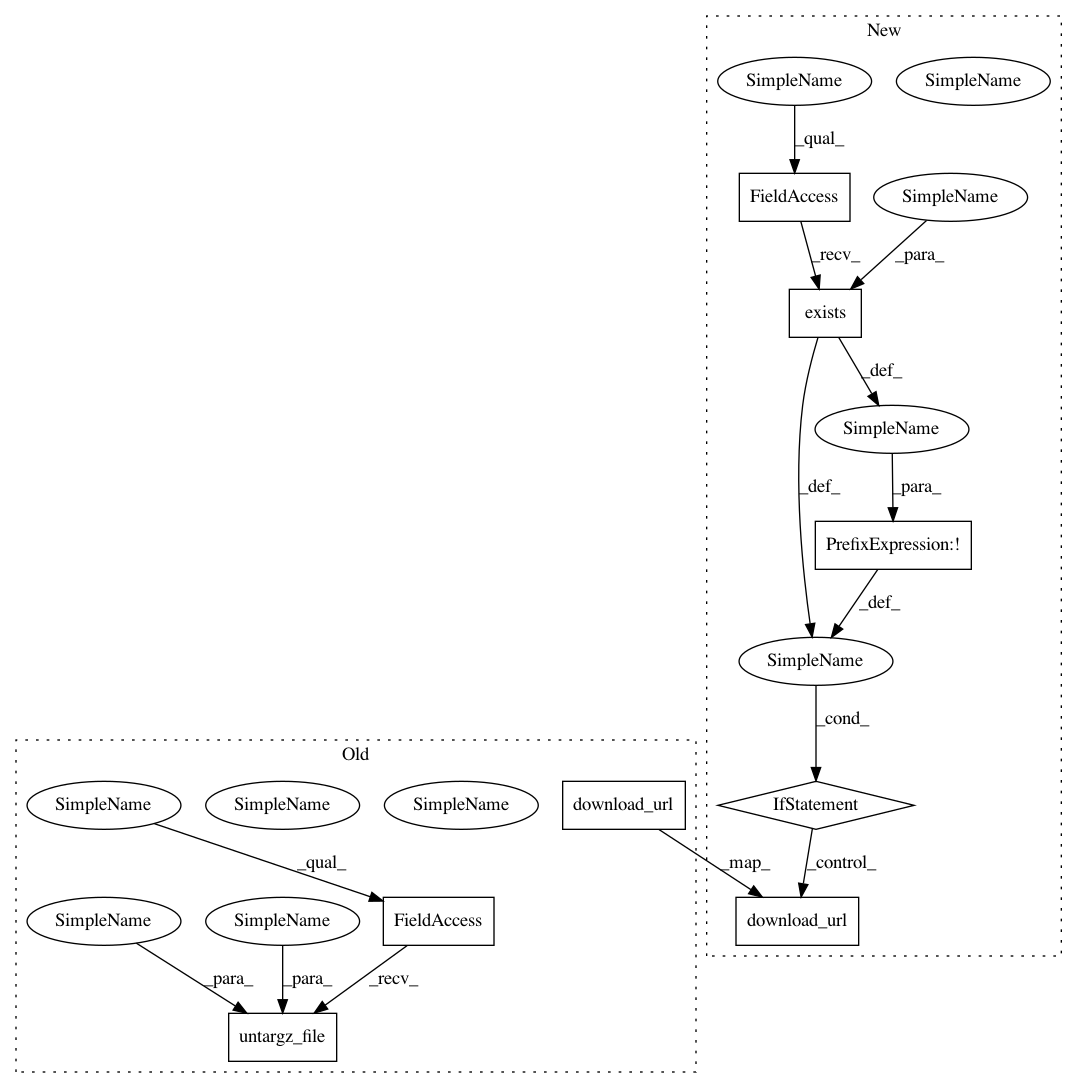 New
SimpleName
SimpleName
_qual_
FieldAccess
SimpleName
_recv_
_para_
exists
_def_
SimpleName
_def_
_para_
PrefixExpression:!
_def_
SimpleName
_cond_
Old
SimpleName
SimpleName
SimpleName
download_url
IfStatement
_qual_
_map_
_control_
SimpleName
SimpleName
FieldAccess
download_url
_para_
_para_
_recv_
untargz_file